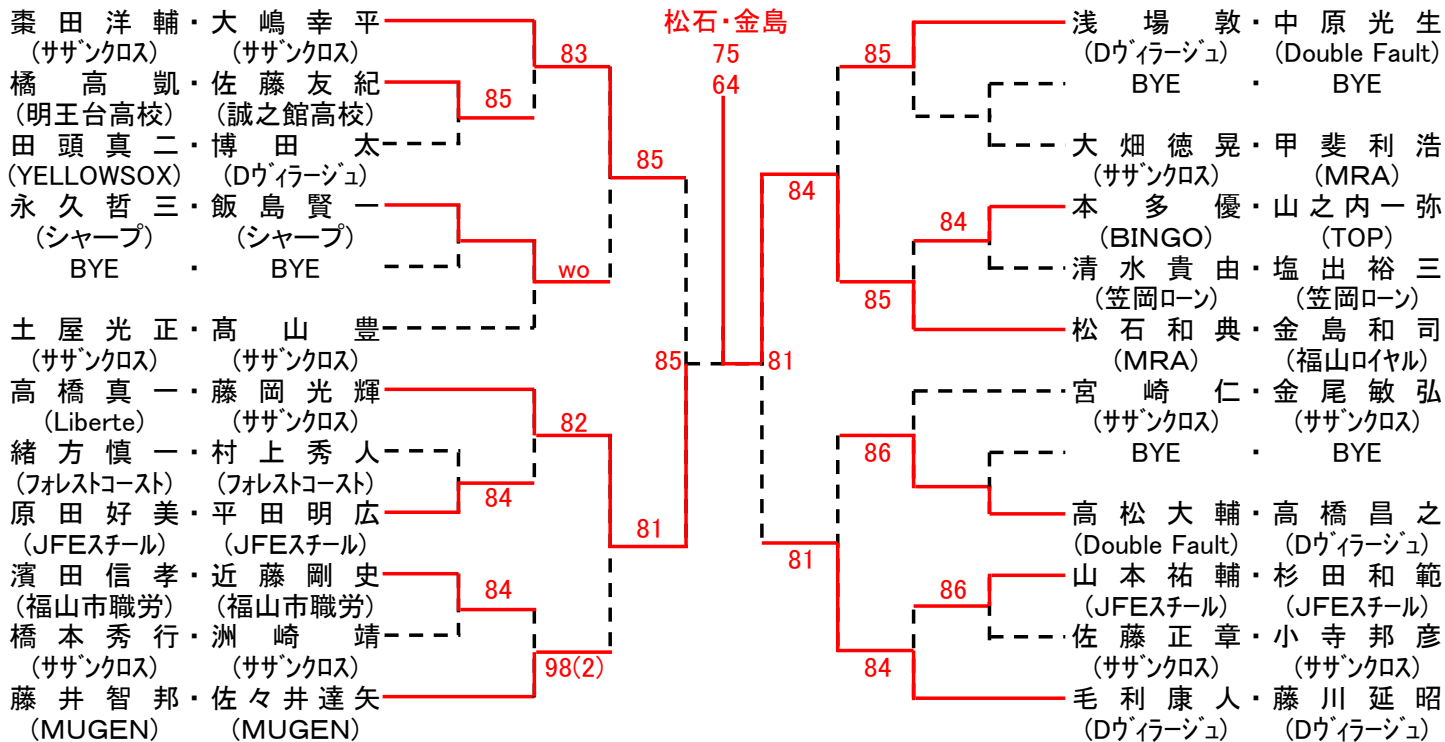 棗田洋輔・大嶋幸平
(サザンクロス) (サザンクロス)
橘高凱・佐藤友紀
(明王台高校) (誠之館高校)
田頭真二・博田太
(YELLOWSOX) (Dヴィラージュ)
永久哲三・飯島賢一
(シャープ) (シャープ)
BYE ・ BYE
土屋光正・髙山豊
(サザンクロス) (サザンクロス)
高橋真一・藤岡光輝
(Liberte) (サザンクロス)
緒方慎一・村上秀人
(フォレストコースト) (フォレストコースト)
原田好美・平田明広
(JFEスチール) (JFEスチール)
濱田信孝・近藤剛史
(福山市職労) (福山市職労)
橋本秀行・洲崎靖
(サザンクロス) (サザンクロス)
藤井智邦・佐々井達矢
(MUGEN) (MUGEN)
85
84
84
83
wo
82
98(2)
85
81
85
松石・金島
75
64
81
84
81
85
85
86
84
84
86
浅場敦・中原光生
(Dヴィラージュ) (Double Fault)
BYE ・ BYE
大畑徳晃・甲斐利浩
(サザンクロス) (MRA)
本多優・山之内一弥
(BINGO) (TOP)
清水貴由・塩出裕三
(笠岡ローン) (笠岡ローン)
松石和典・金島和司
(MRA) (福山ロイヤル)
宮崎仁・金尾敏弘
(サザンクロス) (サザンクロス)
BYE ・ BYE
高松大輔・高橋昌之
(Double Fault) (Dヴィラージュ)
山本祐輔・杉田和範
(JFEスチール) (JFEスチール)
佐藤正章・小寺邦彦
(サザンクロス) (サザンクロス)
毛利康人・藤川延昭
(Dヴィラージュ) (Dヴィラージュ)